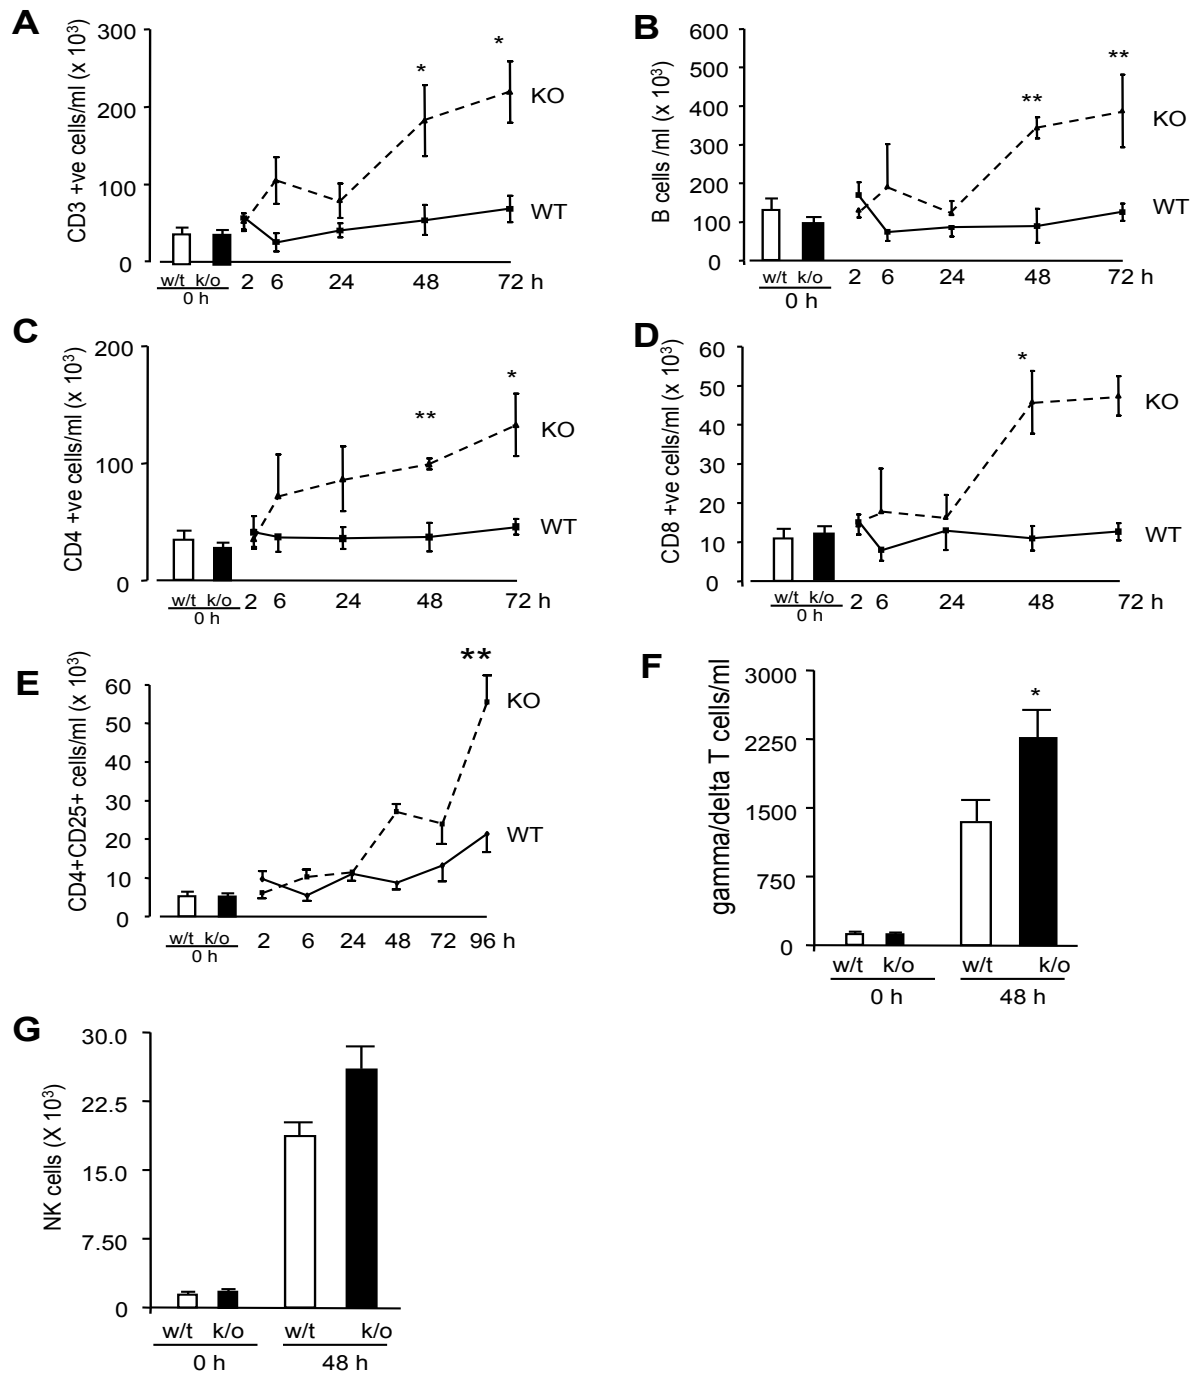 A
CD3 +ve cells/ml (x 10³)
300
200
100
0
*
*
KO
WT
w/t k/o
0 h
2 6 24 48 72 h
B
B cells /ml (x 10³)
600
500
400
300
200
100
0
**
**
KO
WT
w/t k/o
0 h
2 6 24 48 72 h
C
CD4 +ve cells/ml (x 10³)
200
100
0
**
*
KO
WT
w/t k/o
0 h
2 6 24 48 72 h
D
CD8 +ve cells/ml (x 10³)
60
50
40
30
20
10
0
*
KO
WT
w/t k/o
0 h
2 6 24 48 72 h
E
CD4+CD25+ cells/ml (x 10³)
60
50
40
30
20
10
0
**
KO
WT
w/t k/o
0 h
2 6 24 48 72 96 h
F
gamma/delta T cells/ml
3000
2250
1500
750
0
*
w/t k/o w/t k/o
0 h 48 h
G
NK cells (X 10³)
30.0
22.5
15.0
7.50
0
w/t k/o w/t k/o
0 h 48 h